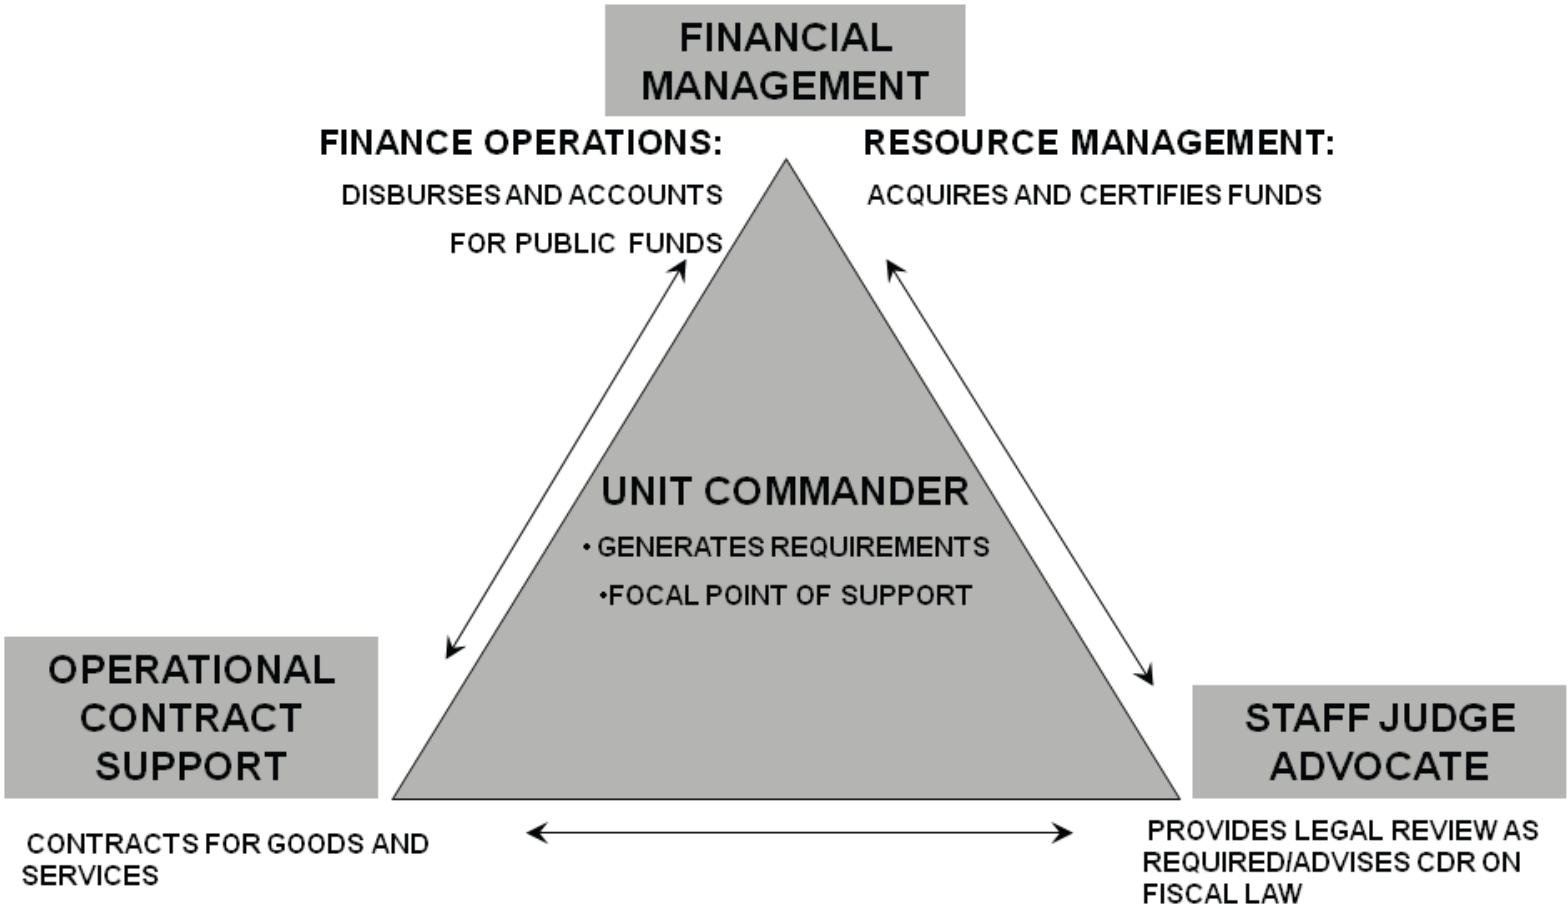 FINANCIAL
MANAGEMENT
FINANCE OPERATIONS:
DISBURSES AND ACCOUNTS
FOR PUBLIC FUNDS
RESOURCE MANAGEMENT:
ACQUIRES AND CERTIFIES FUNDS
UNIT COMMANDER
• GENERATES REQUIREMENTS
•FOCAL POINT OF SUPPORT
OPERATIONAL
CONTRACT
SUPPORT
CONTRACTS FOR GOODS AND
SERVICES
STAFF JUDGE
ADVOCATE
PROVIDES LEGAL REVIEW AS
REQUIRED/ADVISES CDR ON
FISCAL LAW